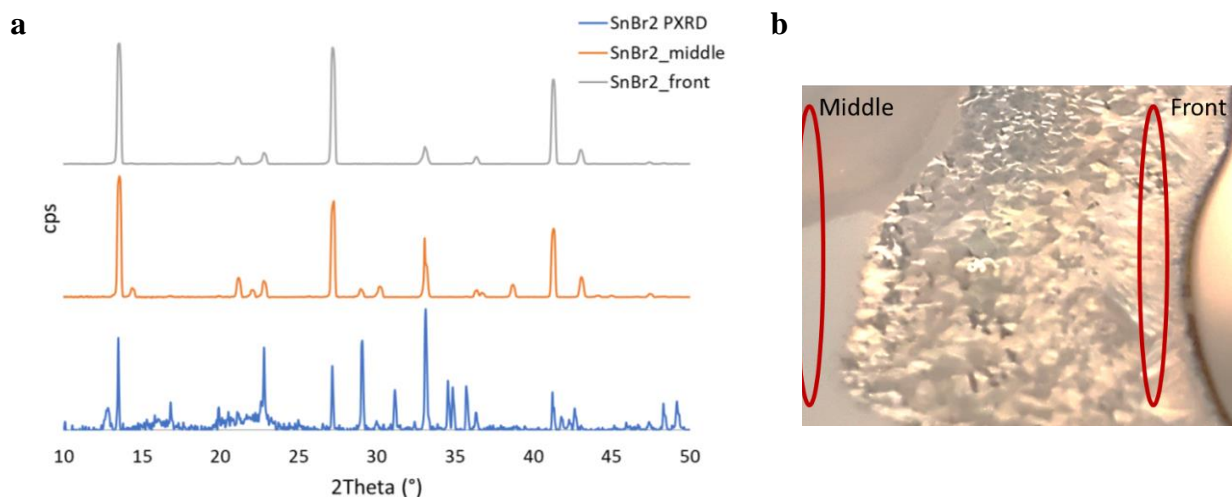 a
b
SnBr2 PXRD
SnBr2_middle
SnBr2_front
cps
10 15 20 25 30 35 40 45 50
2Theta (°)
Middle
Front